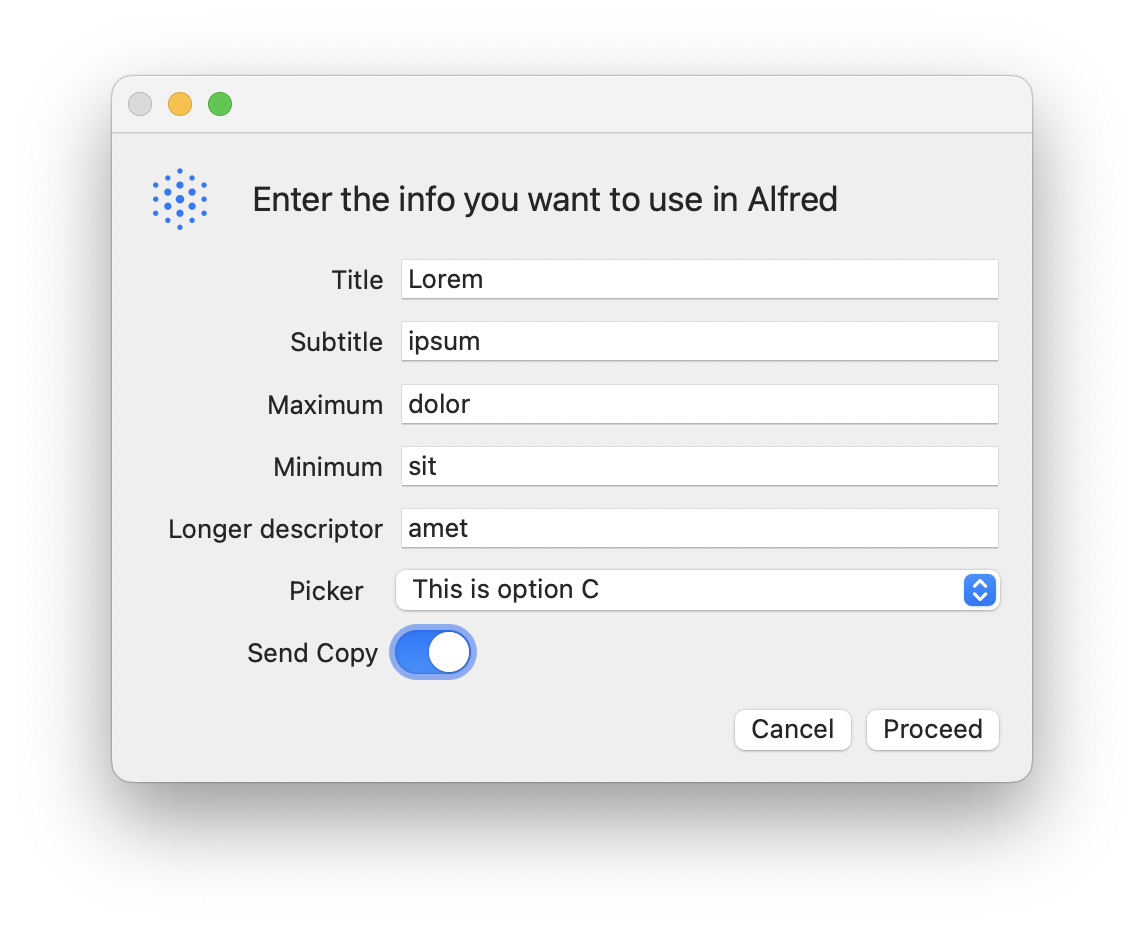 Enter the info you want to use in Alfred
Title Lorem
Subtitle ipsum
Maximum dolor
Minimum sit
Longer descriptor amet
Picker This is option C
Send Copy
Cancel Proceed